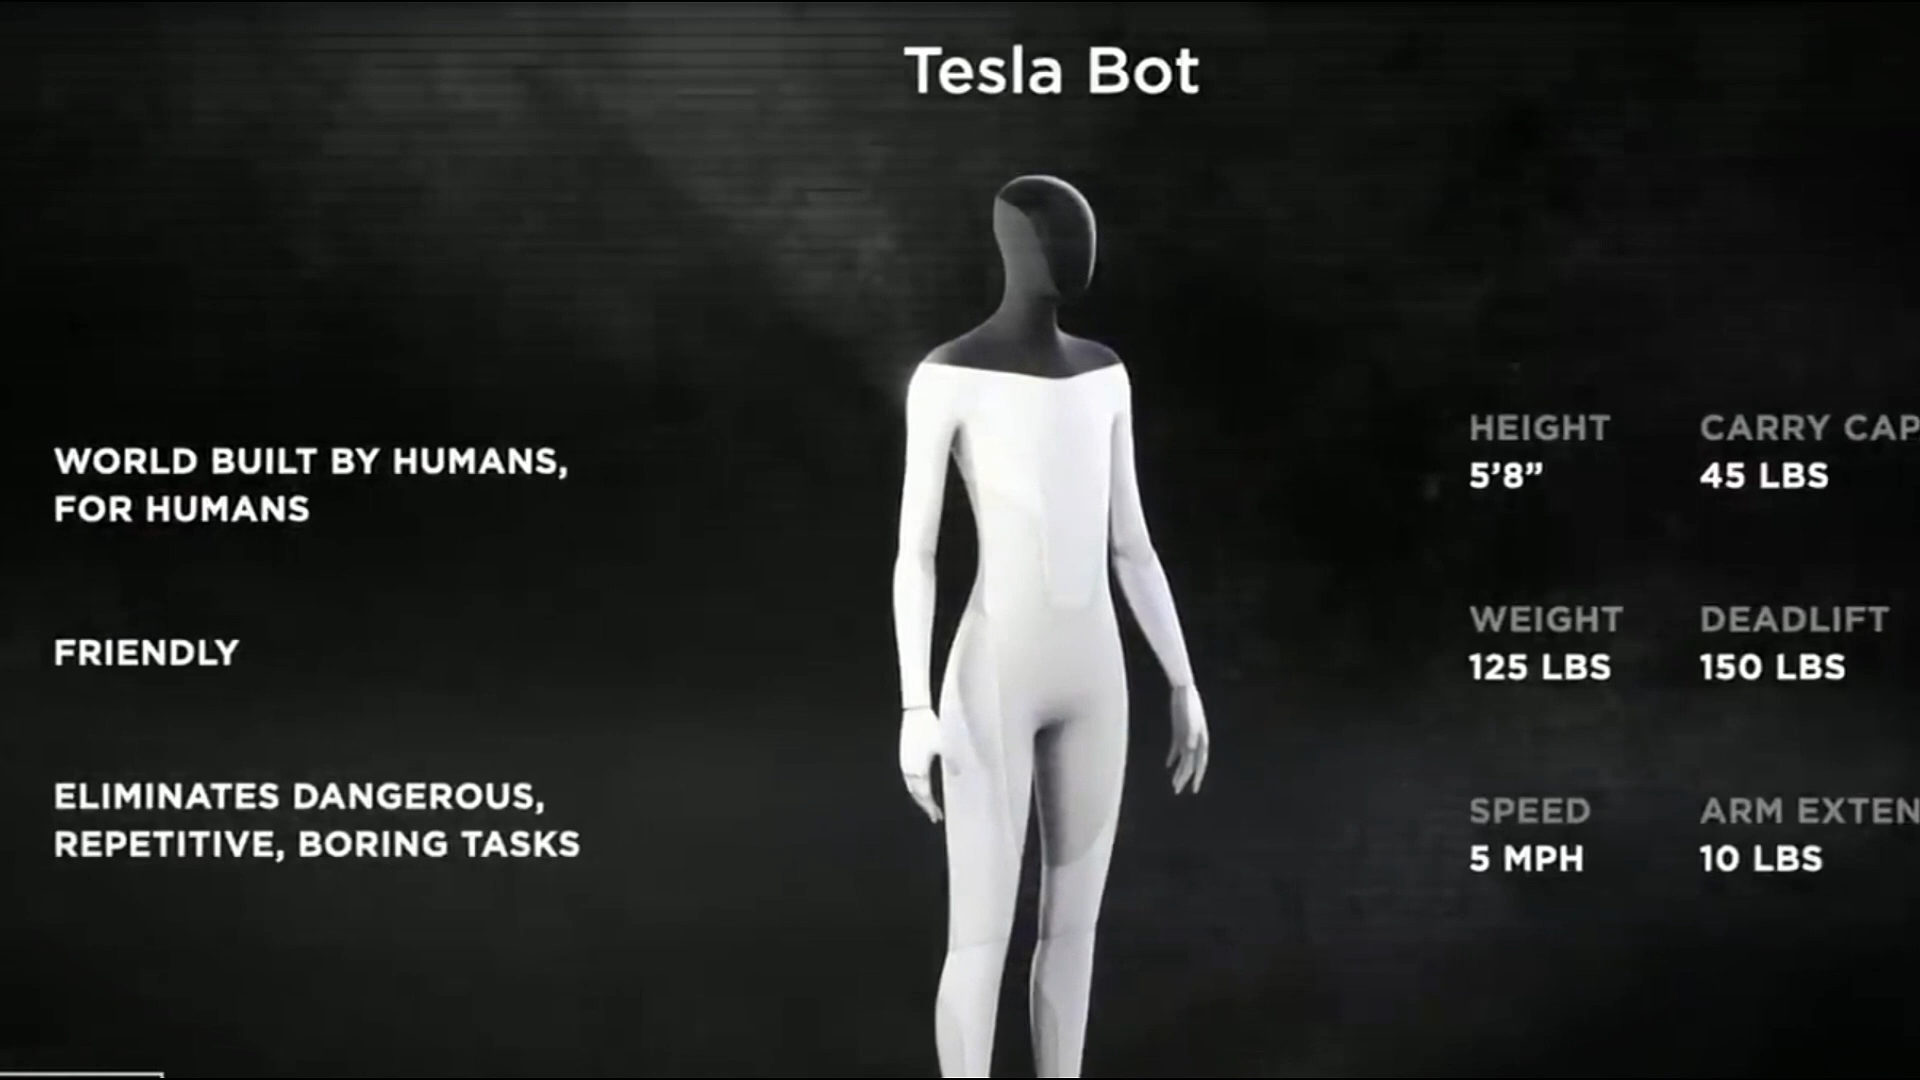 Tesla Bot
WORLD BUILT BY HUMANS,
FOR HUMANS
FRIENDLY
ELIMINATES DANGEROUS,
REPETITIVE, BORING TASKS
HEIGHT
5’8”
CARRY CAP
45 LBS
WEIGHT
125 LBS
DEADLIFT
150 LBS
SPEED
5 MPH
ARM EXTEN
10 LBS